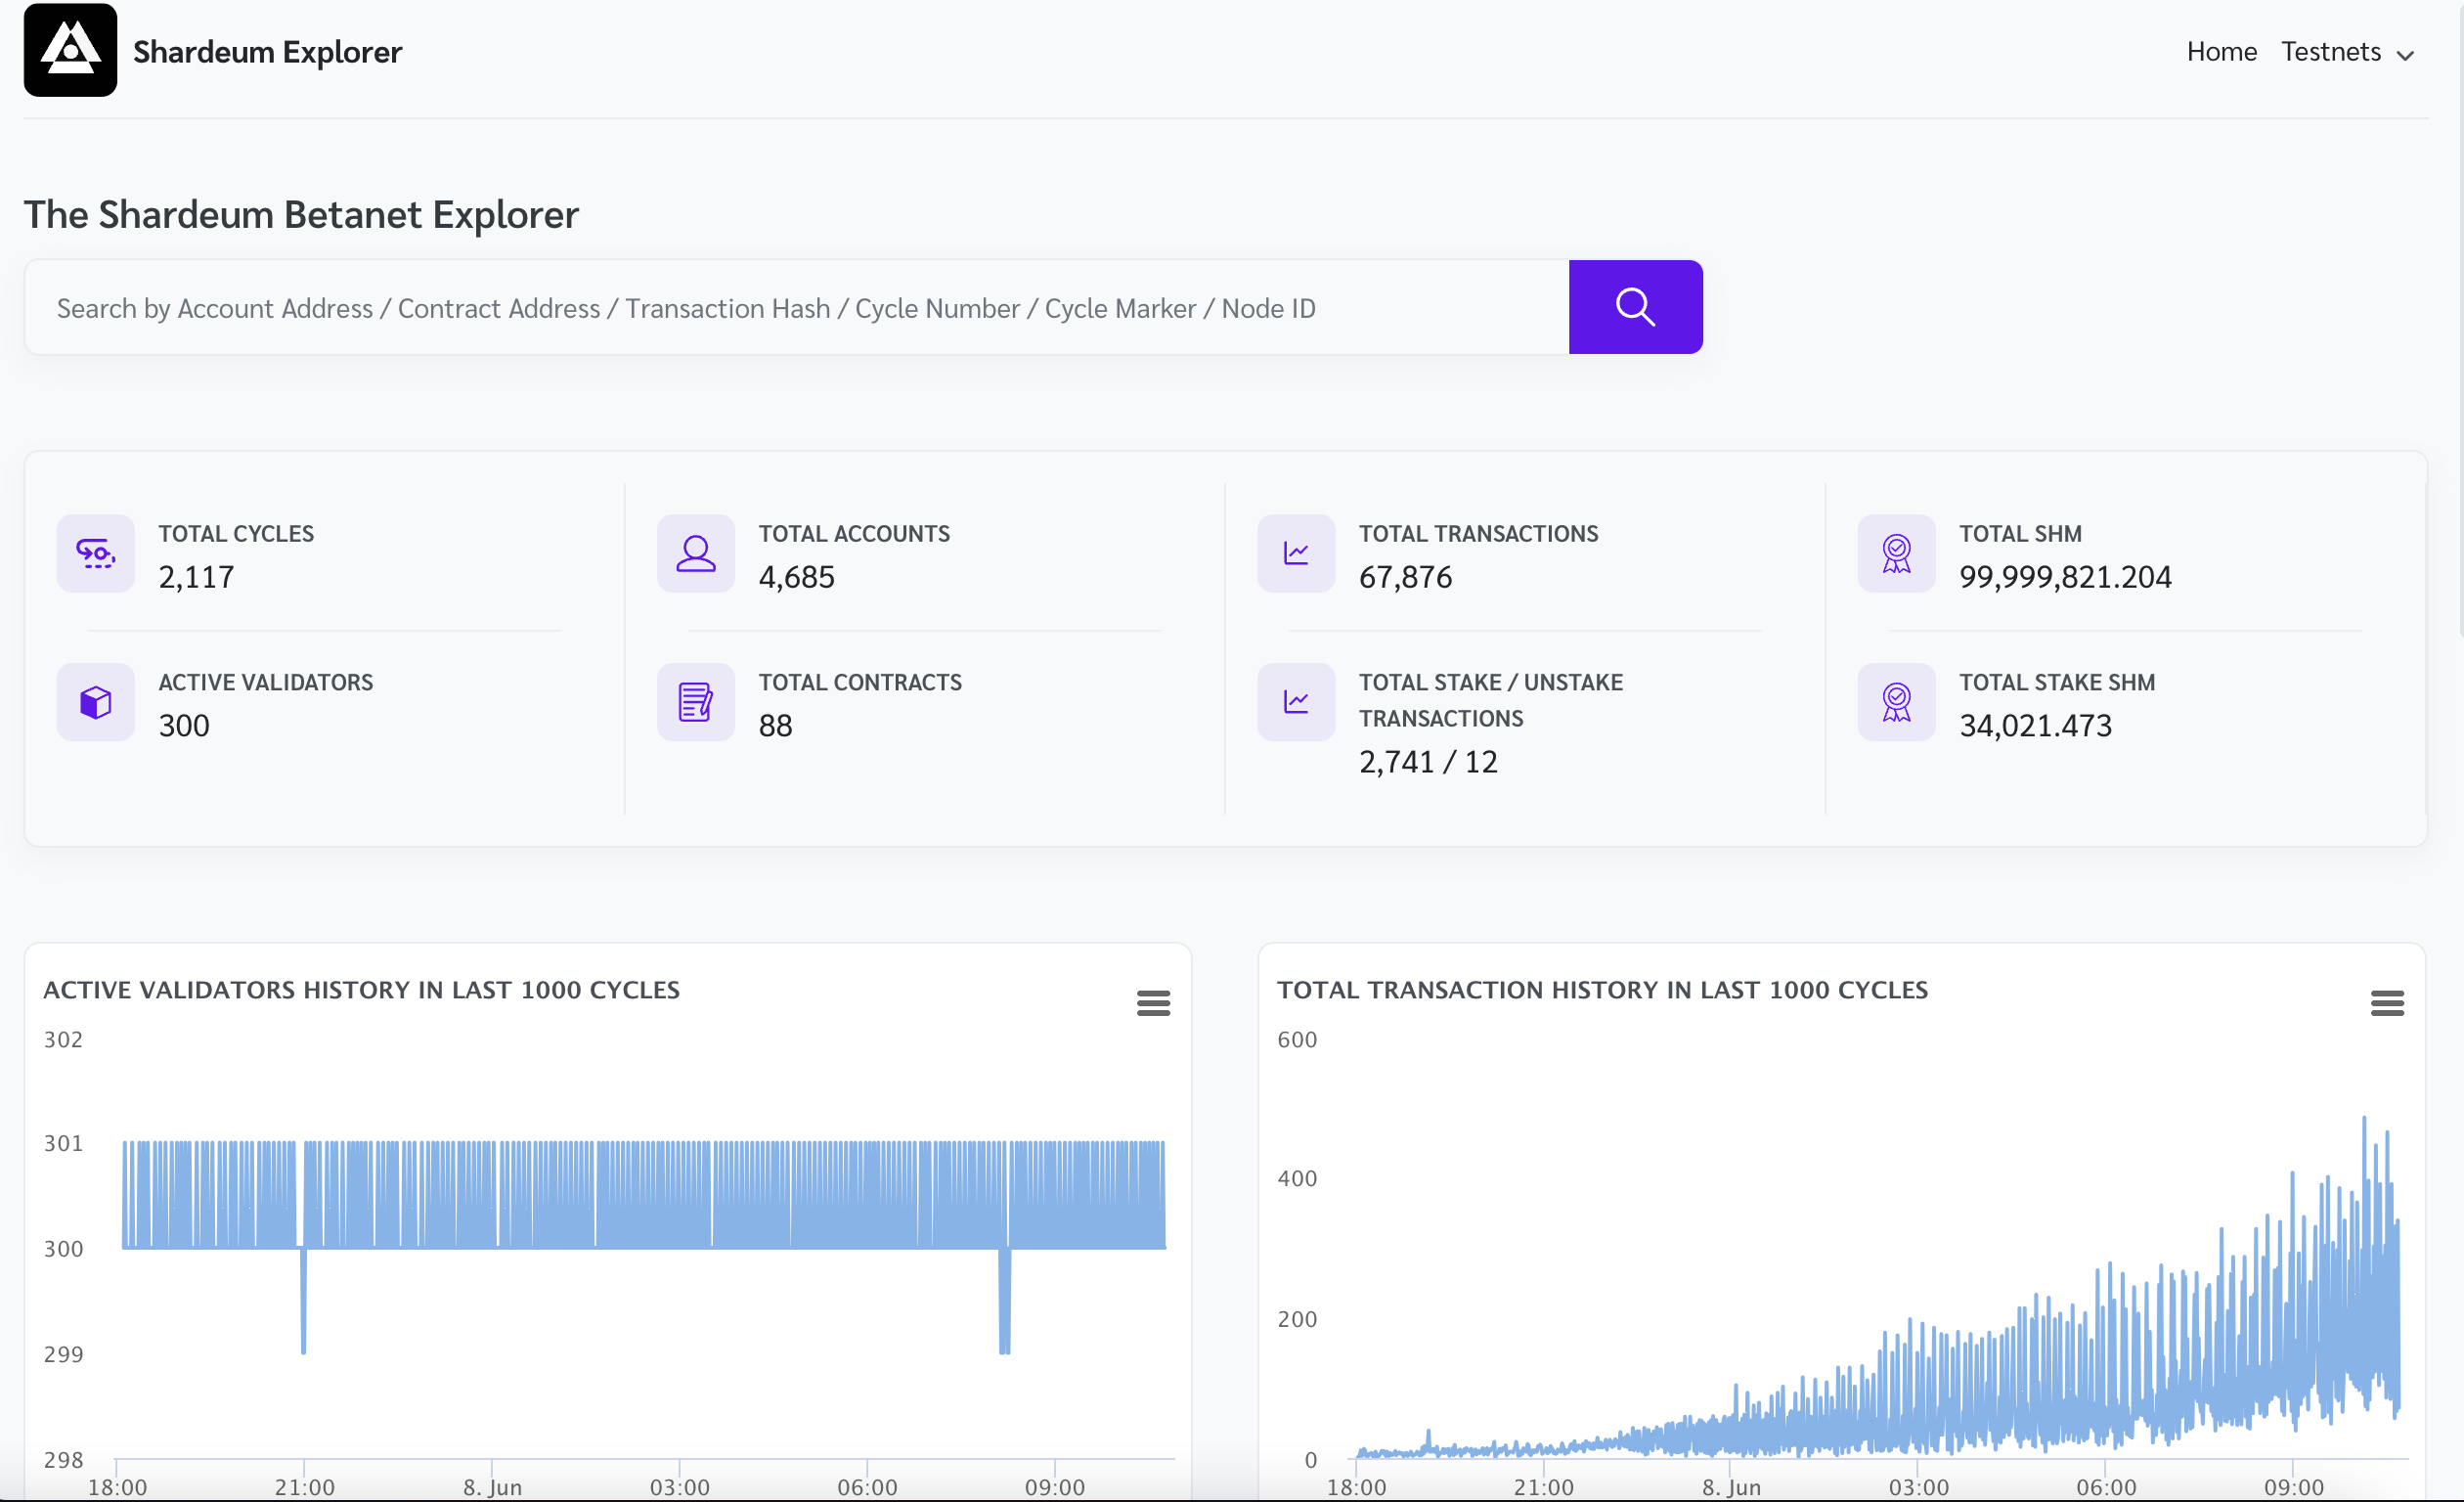 Shardeum Explorer
Home
Testnets
The Shardeum Betanet Explorer
Search by Account Address / Contract Address / Transaction Hash / Cycle Number / Cycle Marker / Node ID
TOTAL CYCLES
2,117
TOTAL ACCOUNTS
4,685
TOTAL TRANSACTIONS
67,876
TOTAL SHM
99,999,821.204
ACTIVE VALIDATORS
300
TOTAL CONTRACTS
88
TOTAL STAKE / UNSTAKE
TRANSACTIONS
2,741 / 12
TOTAL STAKE SHM
34,021.473
ACTIVE VALIDATORS HISTORY IN LAST 1000 CYCLES
302
301
300
299
298
18:00
21:00
8. Jun
03:00
06:00
09:00
TOTAL TRANSACTION HISTORY IN LAST 1000 CYCLES
600
400
200
0
18:00
21:00
8. Jun
03:00
06:00
09:00